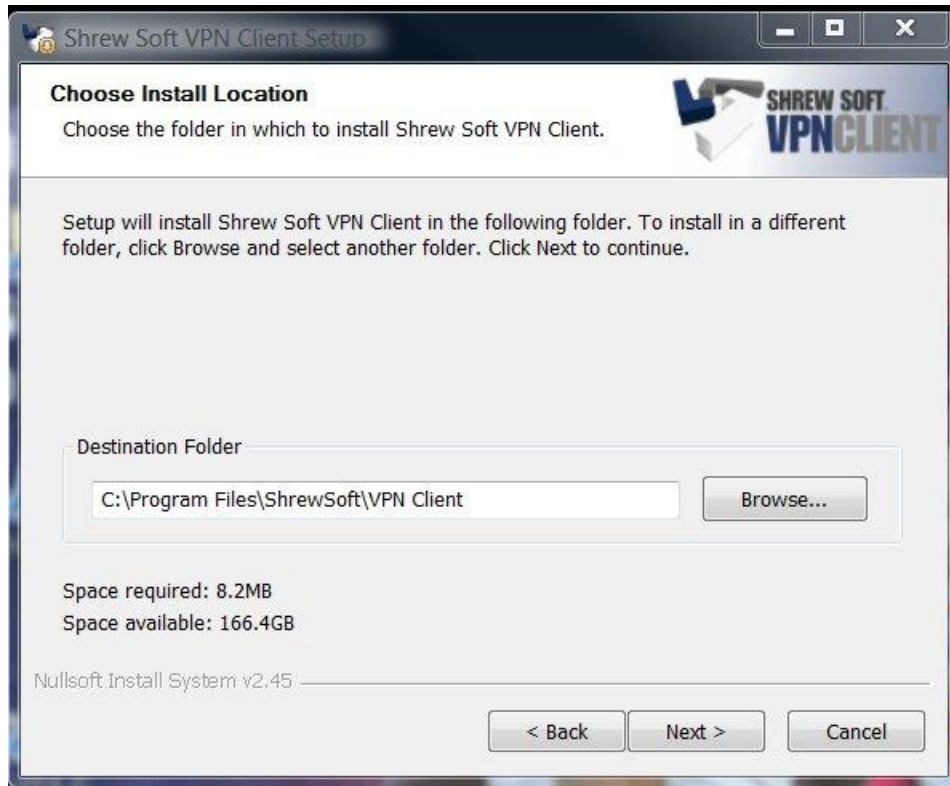 Shrew Soft VPN Client Setup
Choose Install Location
Choose the folder in which to install Shrew Soft VPN Client.
SHREW SOFT
VPNCLIENT
Setup will install Shrew Soft VPN Client in the following folder. To install in a different
folder, click Browse and select another folder. Click Next to continue.
Destination Folder
C:\Program Files\ShrewSoft\VPN Client
Browse...
Space required: 8.2MB
Space available: 166.4GB
Nullsoft Install System v2.45
< Back
Next >
Cancel